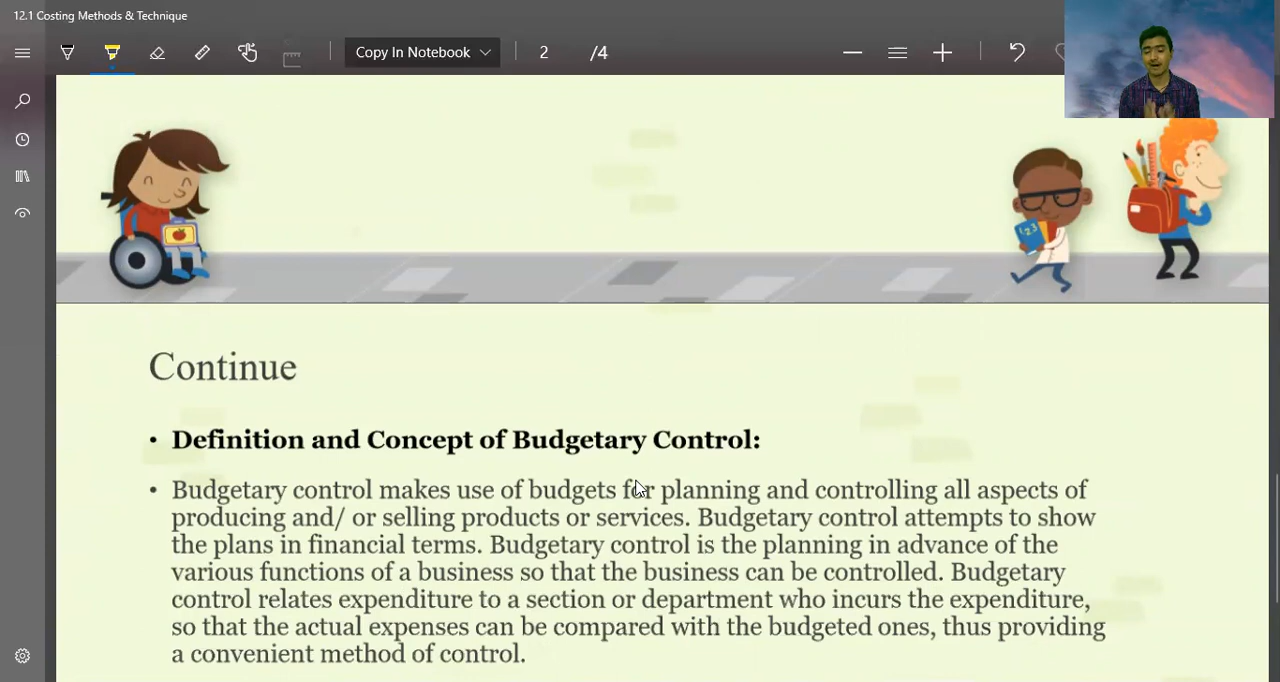 12.1 Costing Methods & Technique
Copy In Notebook
2
/4
123
Continue
• Definition and Concept of Budgetary Control:
• Budgetary control makes use of budgets for planning and controlling all aspects of
producing and/ or selling products or services. Budgetary control attempts to show
the plans in financial terms. Budgetary control is the planning in advance of the
various functions of a business so that the business can be controlled. Budgetary
control relates expenditure to a section or department who incurs the expenditure,
so that the actual expenses can be compared with the budgeted ones, thus providing
a convenient method of control.